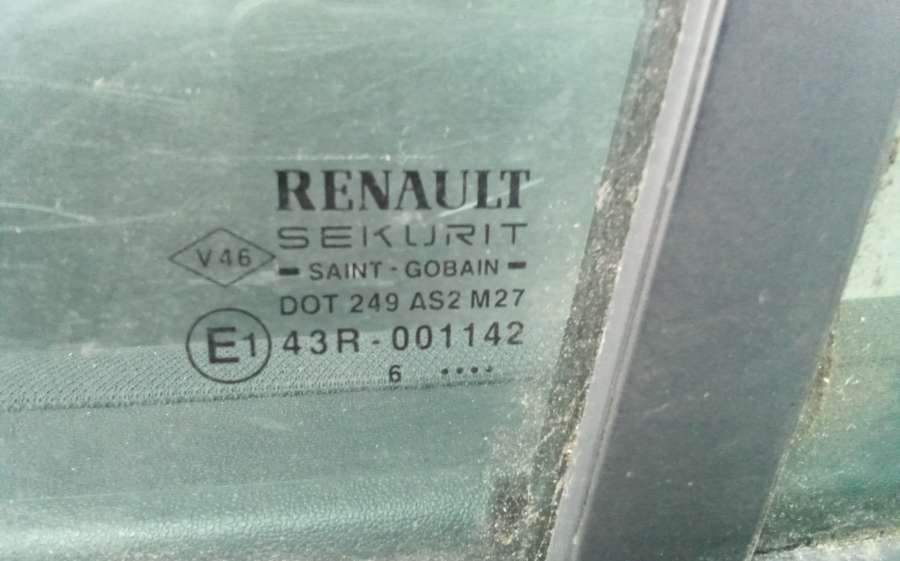 RENAULT
SEKURIT
V46
SAINT-GOBAIN
DOT 249 AS2 M27
E1 43R-001142
6 ••••